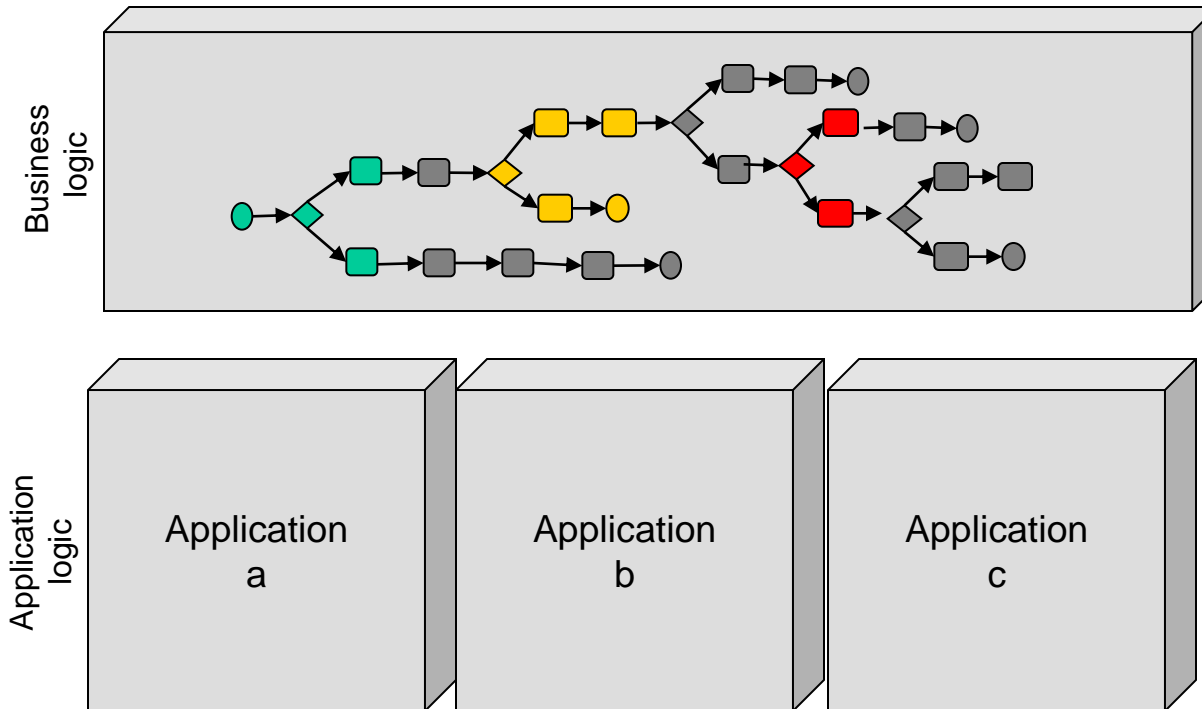 Business
logic
Application
logic
Application
a
Application
b
Application
c